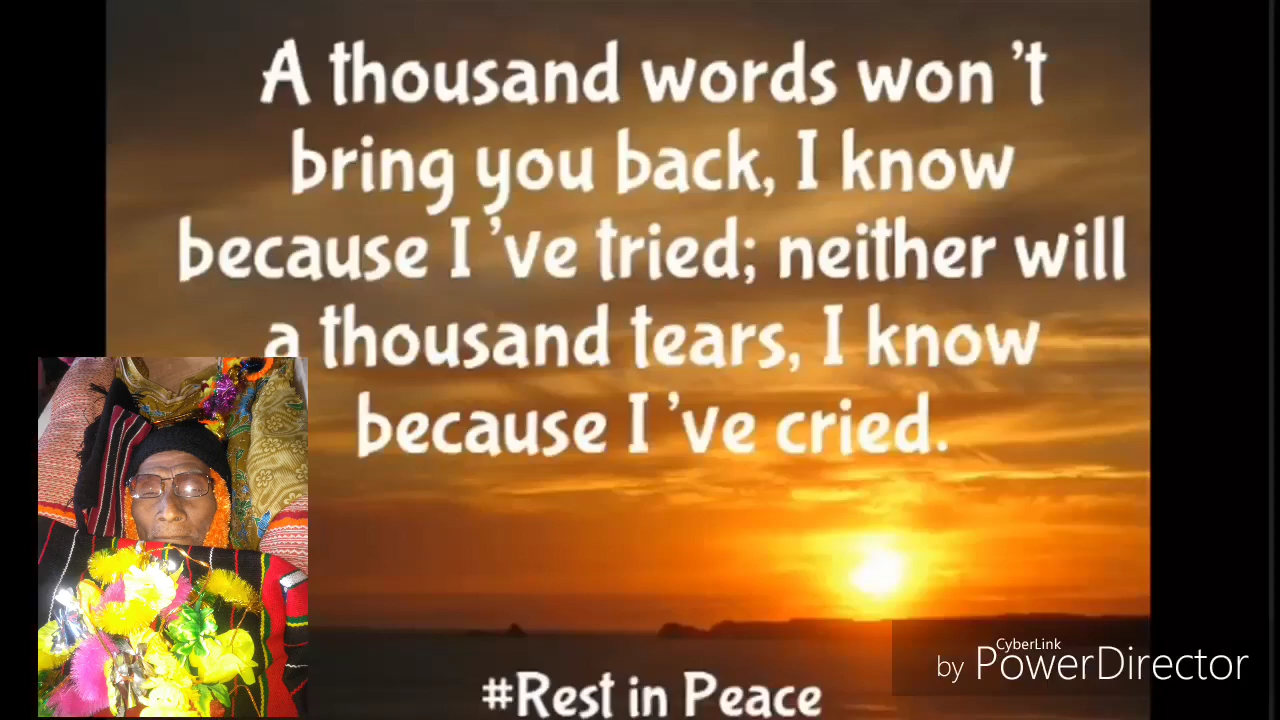 A thousand words won't
bring you back, I know
because I've tried; neither will
a thousand tears, I know
because I've cried.
#Rest in Peace
CyberLink
by PowerDirector